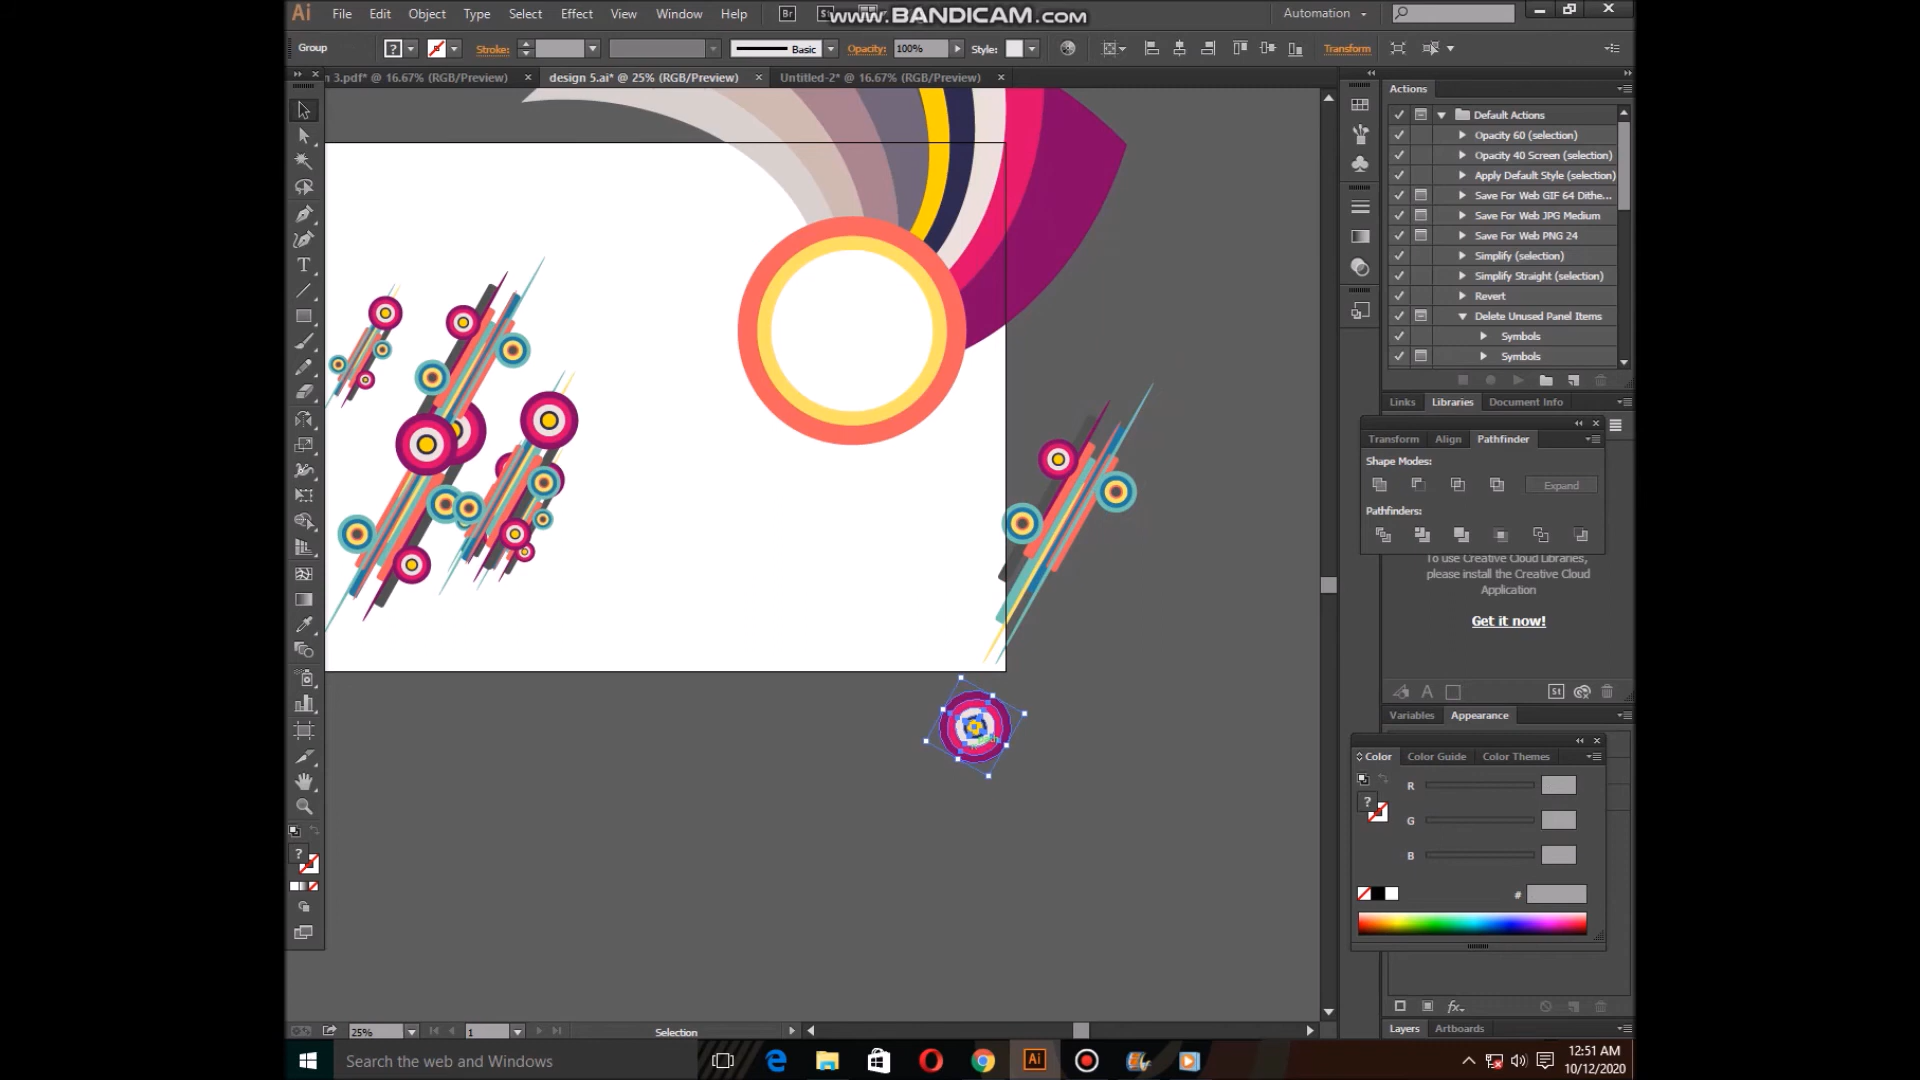 Ai File Edit Object Type Select Effect View Window Help Br St www.BANDICAM.com Automation
Group Stroke: Basic Opacity: 100% Style: Transform
n 3.pdf* @ 16.67% (RGB/Preview) × design 5.ai* @ 25% (RGB/Preview) × Untitled-2* @ 16.67% (RGB/Preview) ×
Actions
Default Actions
Opacity 60 (selection)
Opacity 40 Screen (selection)
Apply Default Style (selection)
Save For Web GIF 64 Dithe...
Save For Web JPG Medium
Save For Web PNG 24
Simplify (selection)
Simplify Straight (selection)
Revert
Delete Unused Panel Items
Symbols
Symbols
Links Libraries Document Info
Transform Align Pathfinder
Shape Modes:
Expand
Pathfinders:
To use Creative Cloud Libraries,
please install the Creative Cloud
Application
Get it now!
St
Variables Appearance
Color Color Guide Color Themes
R
G
B
#
fx
Layers Artboards
25% 1 Selection
Search the web and Windows
Ai
12:51 AM
10/12/2020